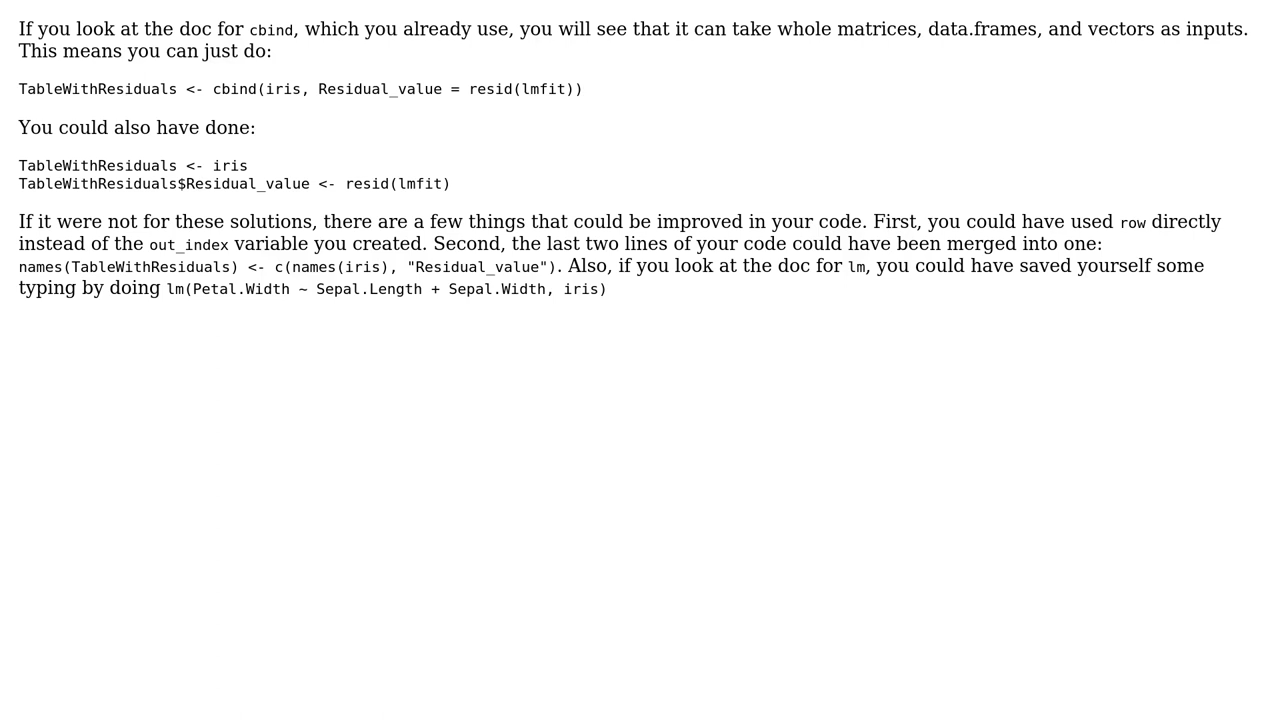 If you look at the doc for cbind, which you already use, you will see that it can take whole matrices, data.frames, and vectors as inputs.
This means you can just do:
TableWithResiduals <- cbind(iris, Residual_value = resid(lmfit))
You could also have done:
TableWithResiduals <- iris
TableWithResiduals$Residual_value <- resid(lmfit)
If it were not for these solutions, there are a few things that could be improved in your code. First, you could have used row directly
instead of the out_index variable you created. Second, the last two lines of your code could have been merged into one:
names(TableWithResiduals) <- c(names(iris), "Residual_value"). Also, if you look at the doc for lm, you could have saved yourself some
typing by doing lm(Petal.Width ~ Sepal.Length + Sepal.Width, iris)